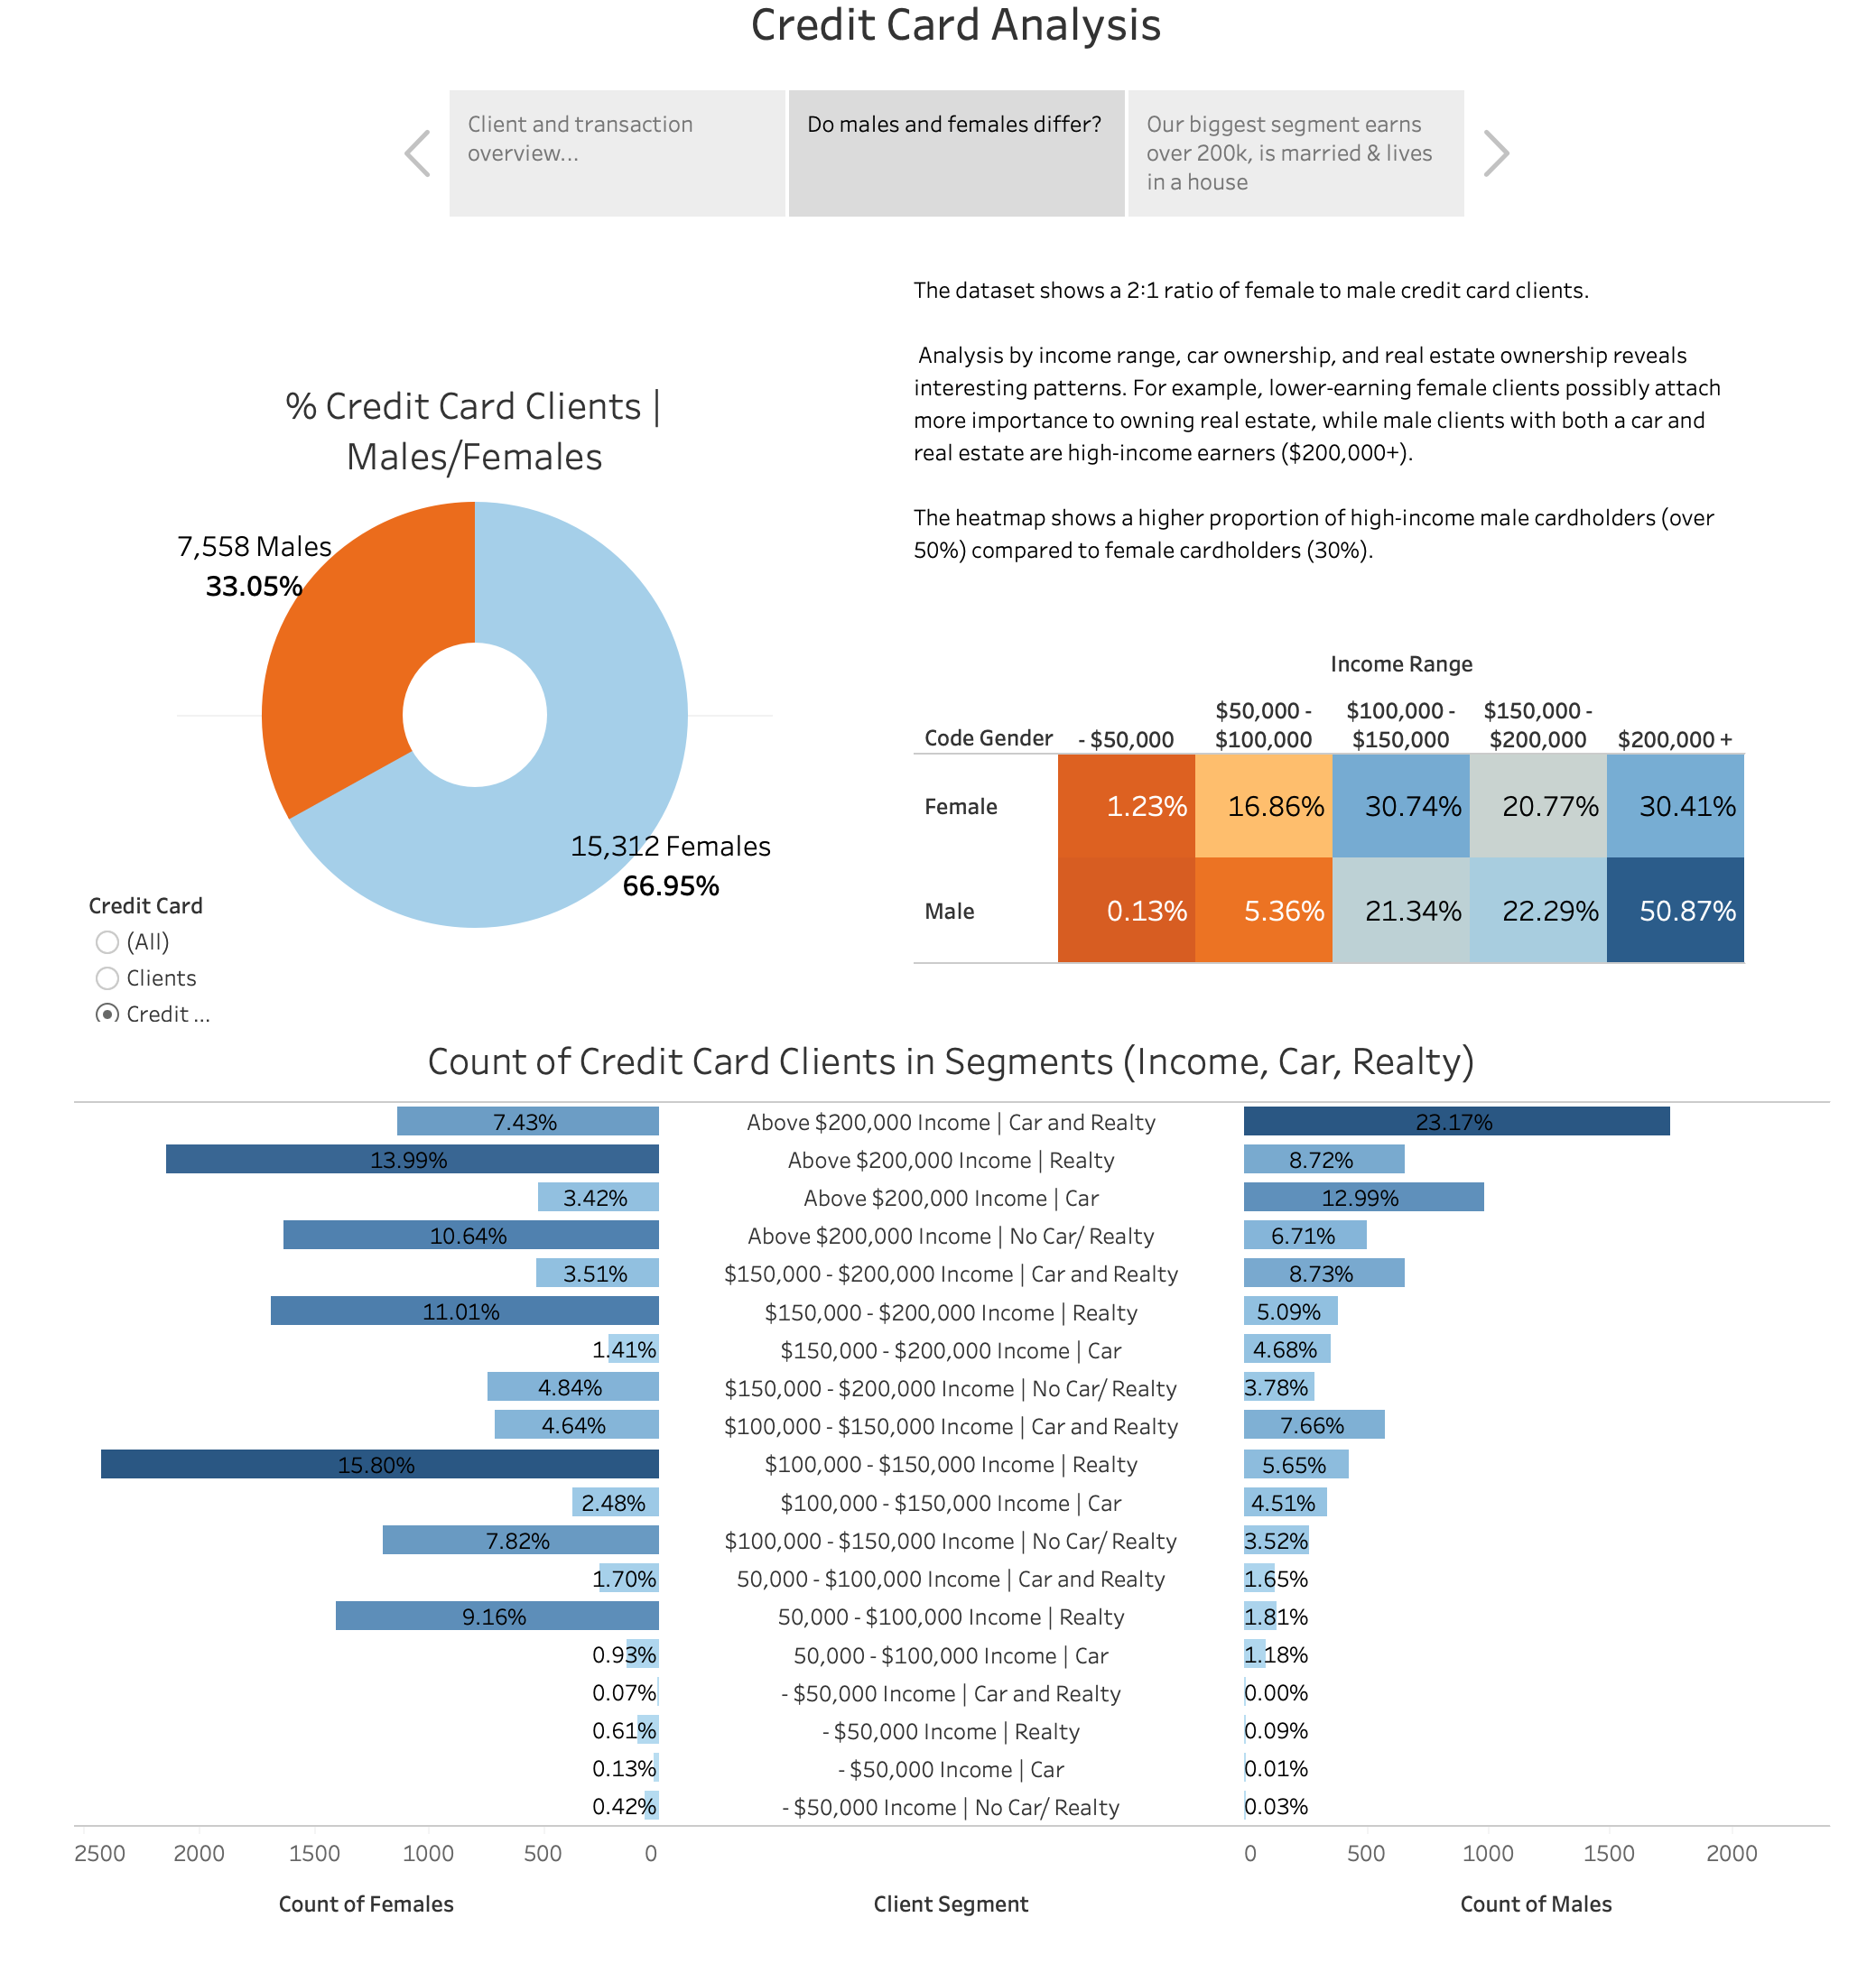 Credit Card Analysis
Client and transaction
overview...
Do males and females differ?
Our biggest segment earns
over 200k, is married & lives
in a house
The dataset shows a 2:1 ratio of female to male credit card clients.
Analysis by income range, car ownership, and real estate ownership reveals
interesting patterns. For example, lower-earning female clients possibly attach
more importance to owning real estate, while male clients with both a car and
real estate are high-income earners ($200,000+).
The heatmap shows a higher proportion of high-income male cardholders (over
50%) compared to female cardholders (30%).
% Credit Card Clients |
Males/Females
7,558 Males
33.05%
15,312 Females
66.95%
Credit Card
(All)
Clients
Credit ...
Income Range
Code Gender - $50,000 $50,000 - $100,000 $100,000 - $150,000 $150,000 - $200,000 $200,000 +
Female 1.23% 16.86% 30.74% 20.77% 30.41%
Male 0.13% 5.36% 21.34% 22.29% 50.87%
Count of Credit Card Clients in Segments (Income, Car, Realty)
7.43% Above $200,000 Income | Car and Realty 23.17%
13.99% Above $200,000 Income | Realty 8.72%
3.42% Above $200,000 Income | Car 12.99%
10.64% Above $200,000 Income | No Car/ Realty 6.71%
3.51% $150,000 - $200,000 Income | Car and Realty 8.73%
11.01% $150,000 - $200,000 Income | Realty 5.09%
1.41% $150,000 - $200,000 Income | Car 4.68%
4.84% $150,000 - $200,000 Income | No Car/ Realty 3.78%
4.64% $100,000 - $150,000 Income | Car and Realty 7.66%
15.80% $100,000 - $150,000 Income | Realty 5.65%
2.48% $100,000 - $150,000 Income | Car 4.51%
7.82% $100,000 - $150,000 Income | No Car/ Realty 3.52%
1.70% 50,000 - $100,000 Income | Car and Realty 1.65%
9.16% 50,000 - $100,000 Income | Realty 1.81%
0.93% 50,000 - $100,000 Income | Car 1.18%
0.07% - $50,000 Income | Car and Realty 0.00%
0.61% - $50,000 Income | Realty 0.09%
0.13% - $50,000 Income | Car 0.01%
0.42% - $50,000 Income | No Car/ Realty 0.03%
2500 2000 1500 1000 500 0 0 500 1000 1500 2000
Count of Females Client Segment Count of Males